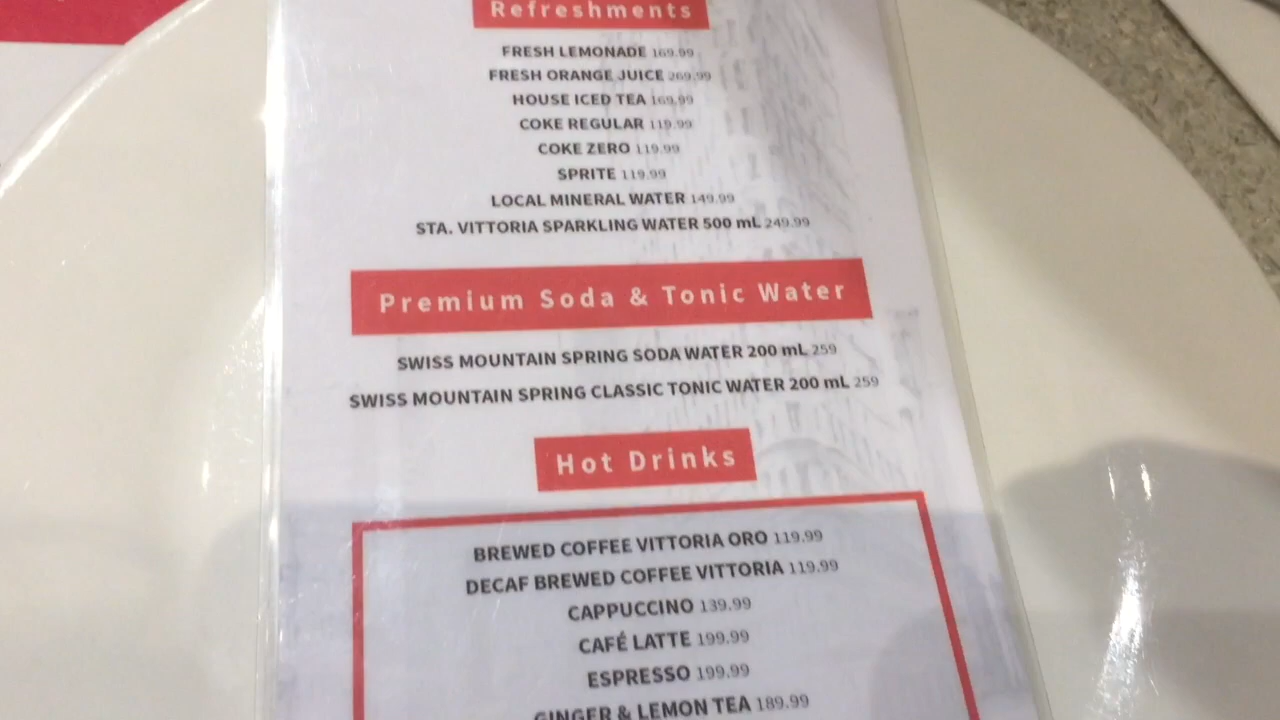 Refreshments
FRESH LEMONADE 169.99
FRESH ORANGE JUICE 269.99
HOUSE ICED TEA 169.99
COKE REGULAR 119.99
COKE ZERO 119.99
SPRITE 119.99
LOCAL MINERAL WATER 149.99
STA. VITTORIA SPARKLING WATER 500 mL 249.99
Premium Soda & Tonic Water
SWISS MOUNTAIN SPRING SODA WATER 200 mL 259
SWISS MOUNTAIN SPRING CLASSIC TONIC WATER 200 mL 259
Hot Drinks
BREWED COFFEE VITTORIA ORO 119.99
DECAF BREWED COFFEE VITTORIA 119.99
CAPPUCCINO 139.99
CAFÉ LATTE 199.99
ESPRESSO 199.99
GINGER & LEMON TEA 189.99